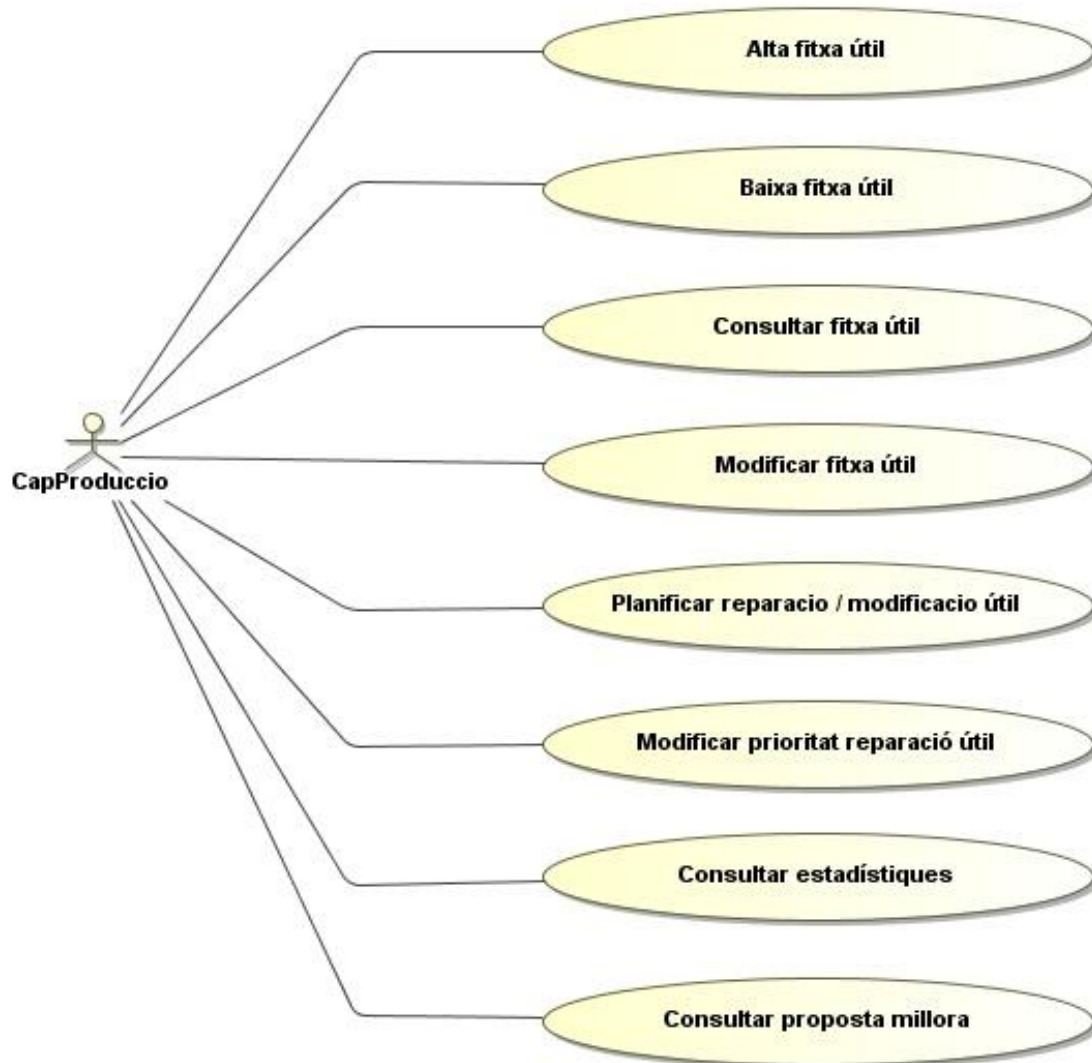 Alta fitxa útil
Baixa fitxa útil
Consultar fitxa útil
Modificar fitxa útil
CapProduccio
Planificar reparacio / modificacio útil
Modificar prioritat reparació útil
Consultar estadístiques
Consultar proposta millora